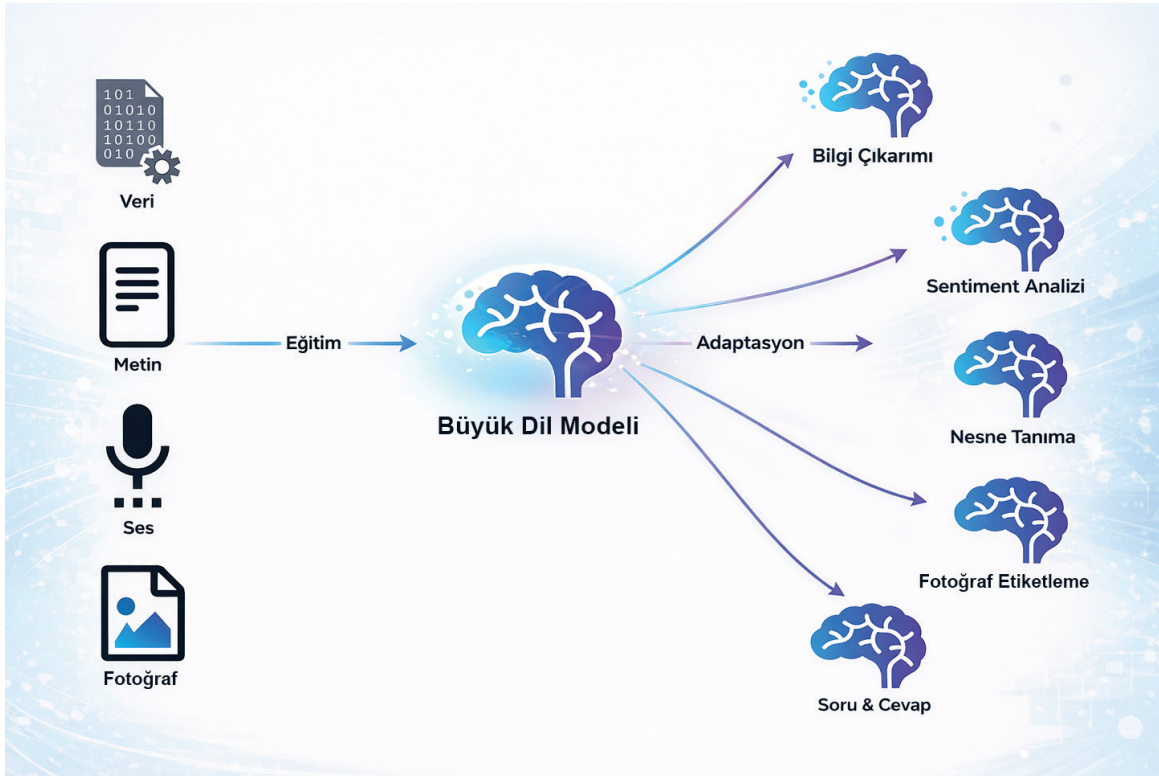 101
01010
10110
10100
010
Veri
Metin
Ses
Fotoğraf
Eğitim
Büyük Dil Modeli
Adaptasyon
Bilgi Çıkarımı
Sentiment Analizi
Nesne Tanıma
Fotoğraf Etiketleme
Soru & Cevap